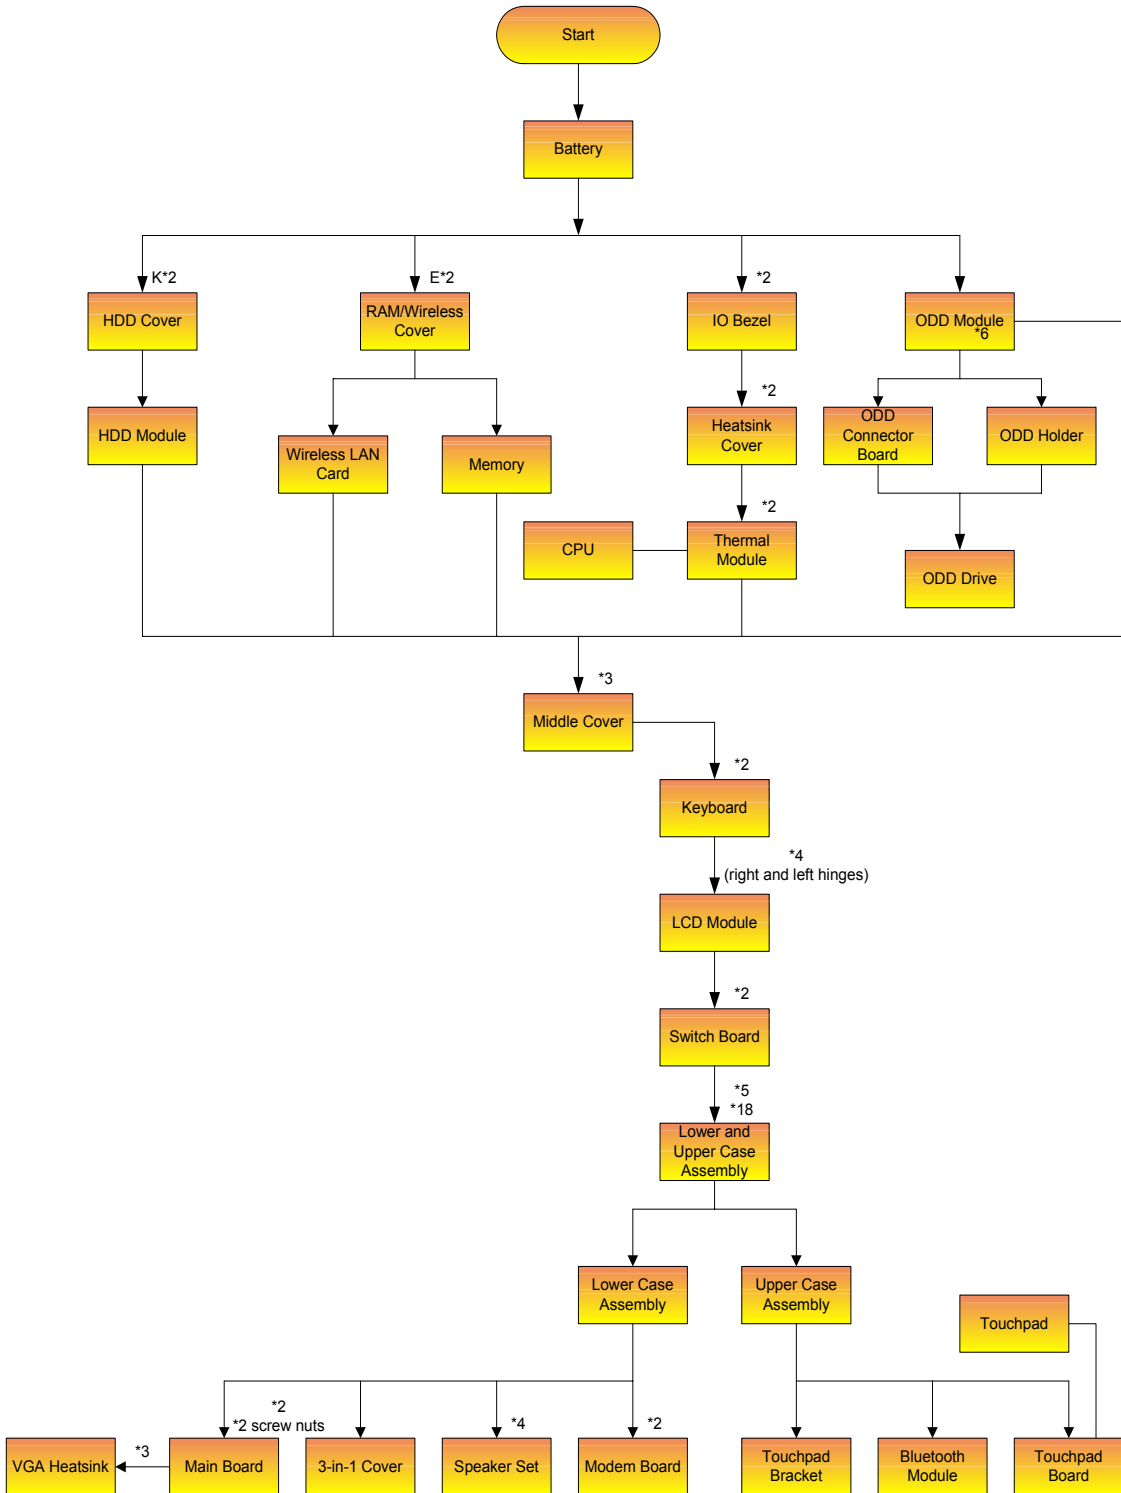 Start
Battery
K*2
E*2
*2
HDD Cover
RAM/Wireless
Cover
IO Bezel
ODD Module
*6
*2
HDD Module
Wireless LAN
Card
Memory
Heatsink
Cover
ODD
Connector
Board
ODD Holder
*2
CPU
Thermal
Module
ODD Drive
*3
Middle Cover
*2
Keyboard
*4
(right and left hinges)
LCD Module
*2
Switch Board
*5
*18
Lower and
Upper Case
Assembly
Lower Case
Assembly
Upper Case
Assembly
Touchpad
*2
*2 screw nuts
*4
*2
*3
VGA Heatsink
Main Board
3-in-1 Cover
Speaker Set
Modem Board
Touchpad
Bracket
Bluetooth
Module
Touchpad
Board